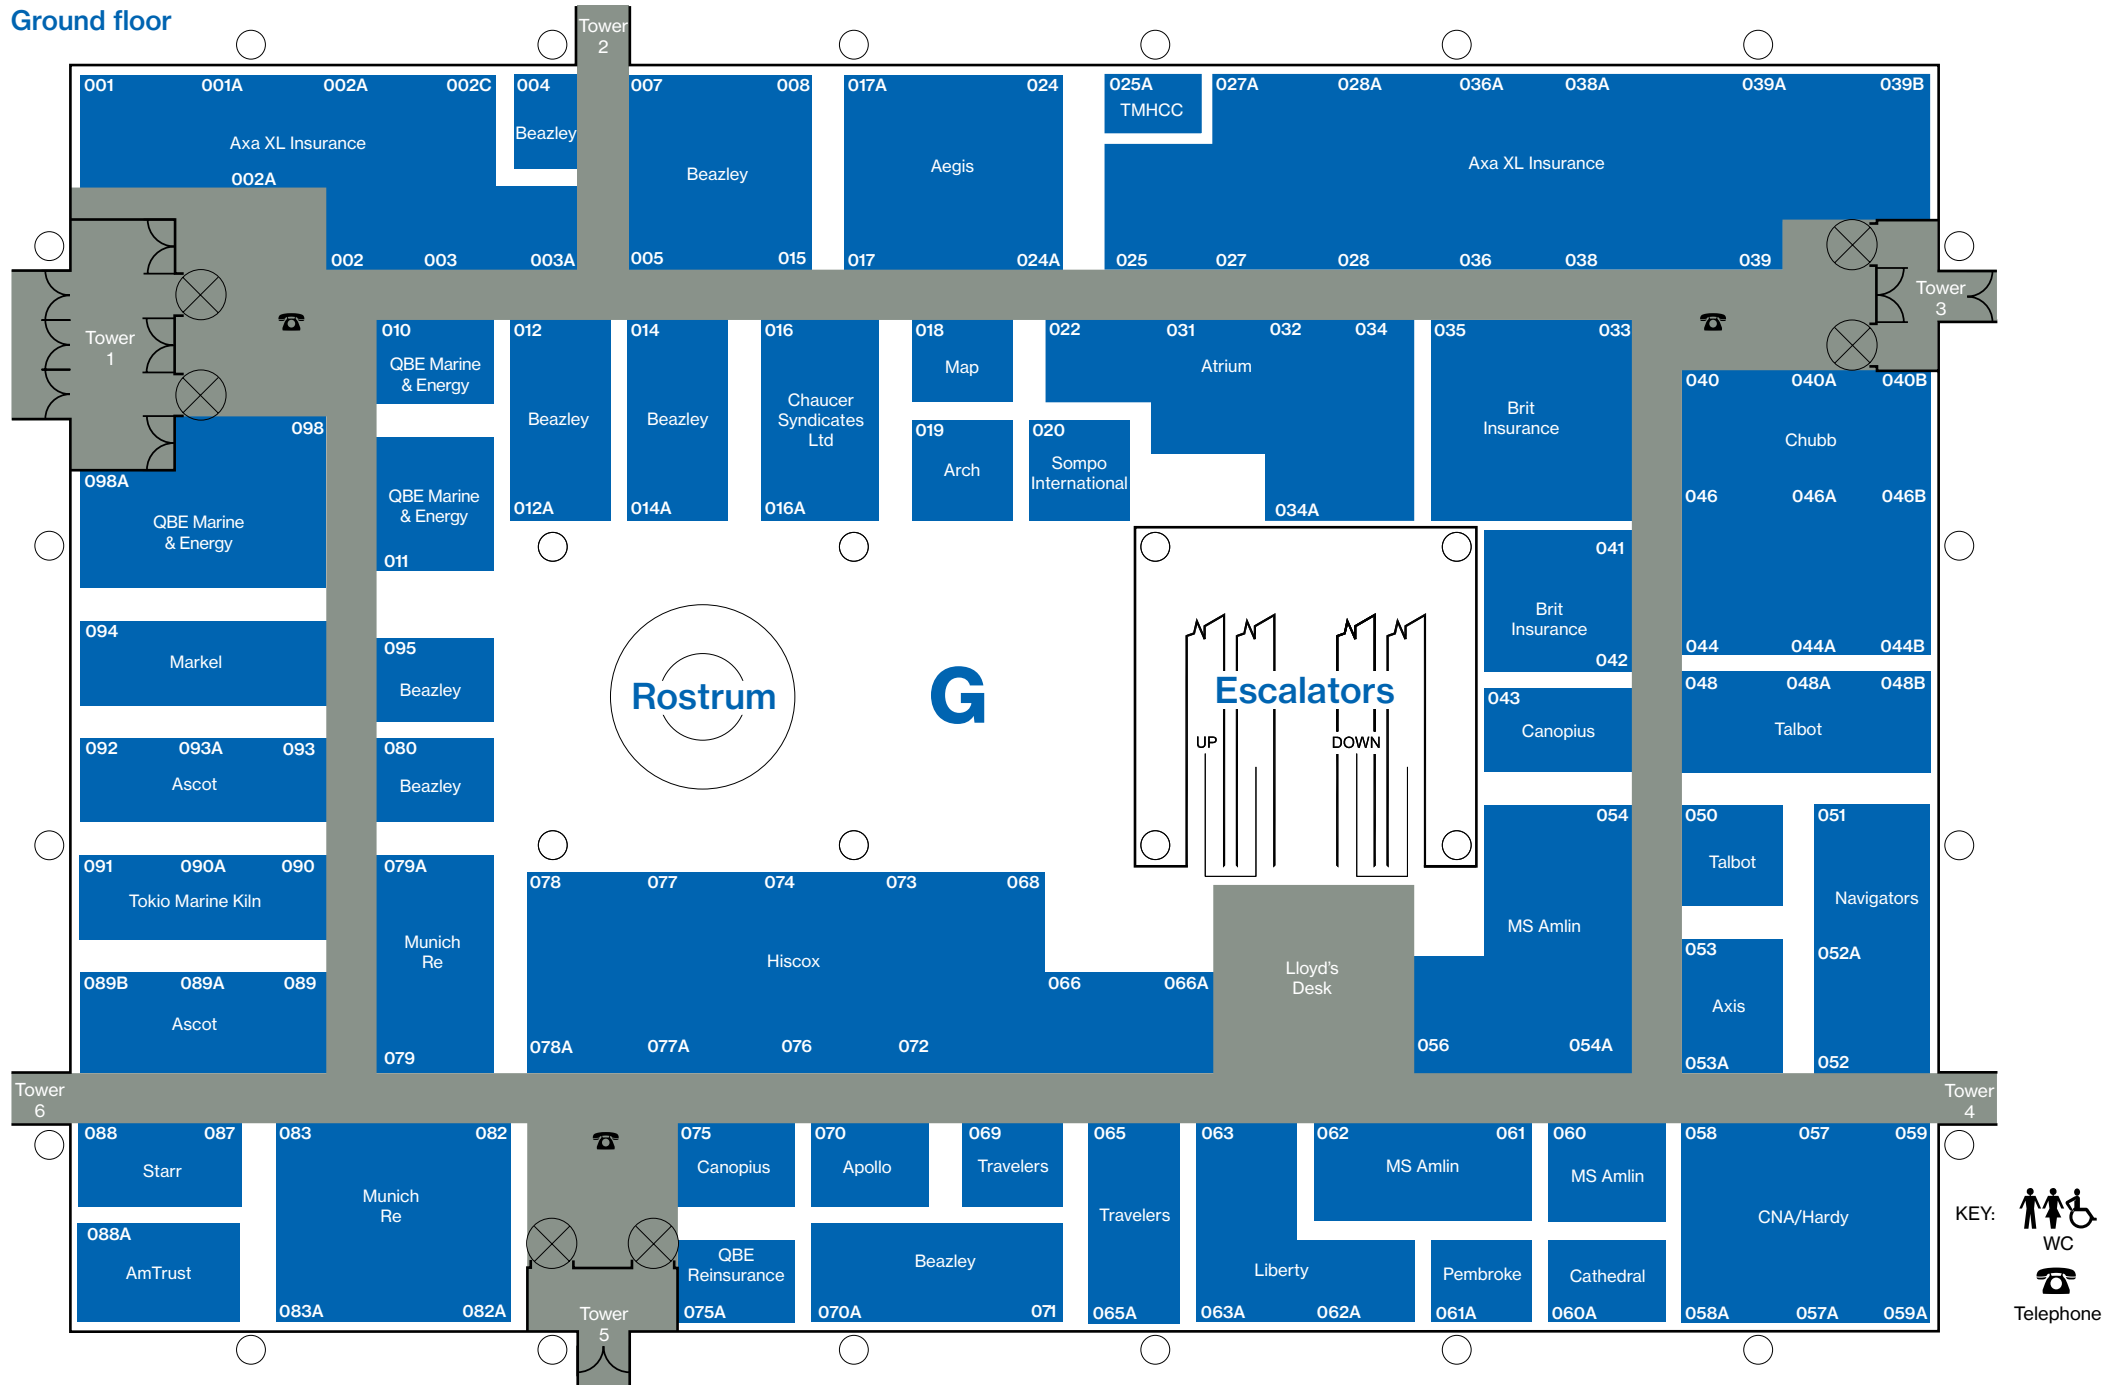 Ground floor
Tower
2
001 001A 002A 002C
Axa XL Insurance
002A
002 003 003A
004
Beazley
007 008
Beazley
005 015
017A 024
Aegis
017 024A
025A
TMHCC
027A 028A 036A 038A 039A 039B
Axa XL Insurance
025 027 028 036 038 039
Tower
1
Tower
3
010
QBE Marine
& Energy
012
Beazley
012A
014
Beazley
014A
016
Chaucer
Syndicates
Ltd
016A
018
Map
022 031 032 034
Atrium
034A
035 033
Brit
Insurance
040 040A 040B
Chubb
046 046A 046B
044 044A 044B
098
098A
QBE Marine
& Energy
QBE Marine
& Energy
011
019
Arch
020
Sompo
International
041
Brit
Insurance
042
094
Markel
095
Beazley
Rostrum
G
Escalators
UP DOWN
043
Canopius
048 048A 048B
Talbot
092 093A 093
Ascot
080
Beazley
054
MS Amlin
056 054A
050
Talbot
051
Navigators
052A
052
091 090A 090
Tokio Marine Kiln
079A
Munich
Re
079
078 077 074 073 068
Hiscox
066 066A
078A 077A 076 072
Lloyd's
Desk
053
Axis
053A
089B 089A 089
Ascot
Tower
6
Tower
4
088 087
Starr
083 082
Munich
Re
083A 082A
075
Canopius
070
Apollo
069
Travelers
065
Travelers
065A
063
Liberty
063A 062A
062 061
MS Amlin
060
MS Amlin
058 057 059
CNA/Hardy
058A 057A 059A
088A
AmTrust
Tower
5
QBE
Reinsurance
075A
Beazley
070A 071
Pembroke
061A
Cathedral
060A
KEY:
WC
Telephone